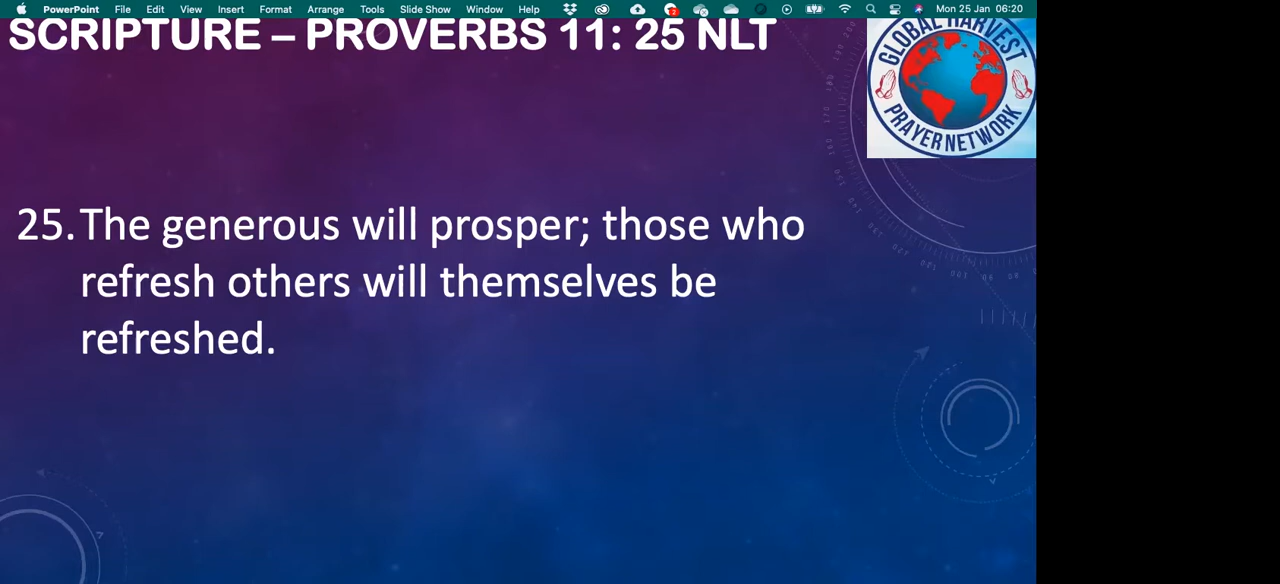 PowerPoint File Edit View Insert Format Arrange Tools Slide Show Window Help Mon 25 Jan 06:20
SCRIPTURE – PROVERBS 11: 25 NLT
GLOBAL HARVEST
PRAYER NETWORK
25. The generous will prosper; those who
refresh others will themselves be
refreshed.